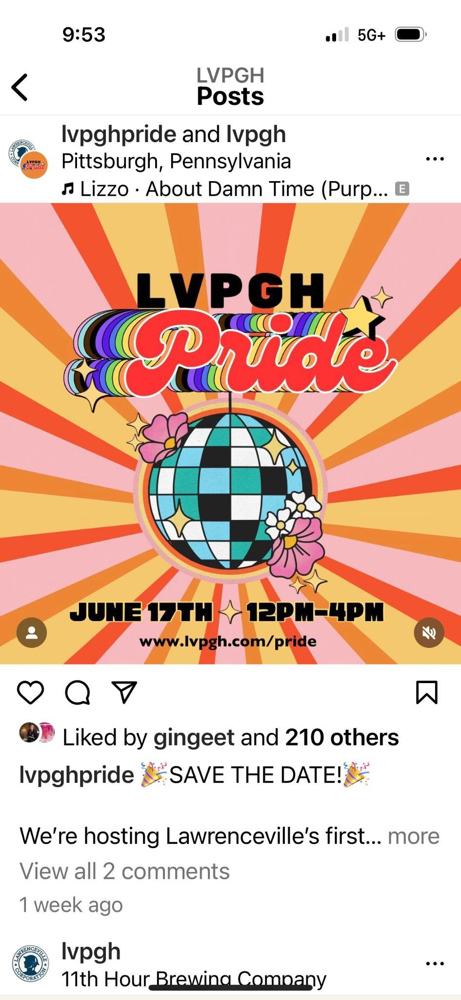 9:53
5G+
LVPGH
Posts
lvpghpride and lvpgh
Pittsburgh, Pennsylvania
Lizzo · About Damn Time (Purp... E
LVPGH
Pride
JUNE 17TH 12PM-4PM
www.lvpgh.com/pride
Liked by gingeet and 210 others
lvpghpride 🎉SAVE THE DATE!🎉
We’re hosting Lawrenceville’s first... more
View all 2 comments
1 week ago
LAWRENCEVILLE
CORPORATION
lvpgh
11th Hour Brewing Company